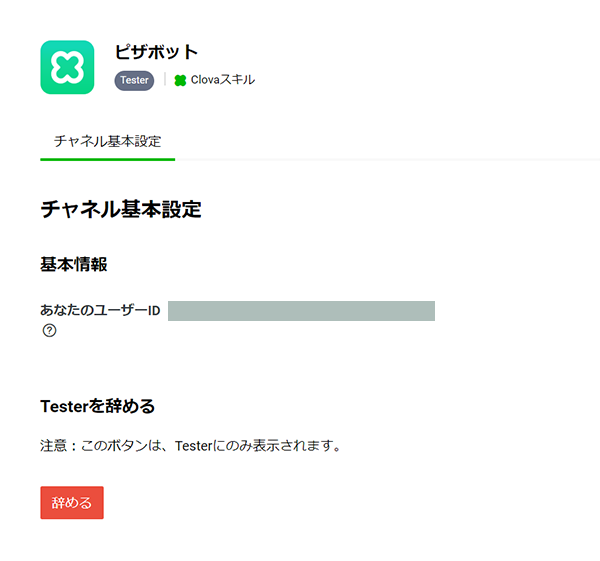 ピザボット
Tester Clovaスキル
チャネル基本設定
チャネル基本設定
基本情報
あなたのユーザーID
?
Testerを辞める
注意：このボタンは、Testerにのみ表示されます。
辞める